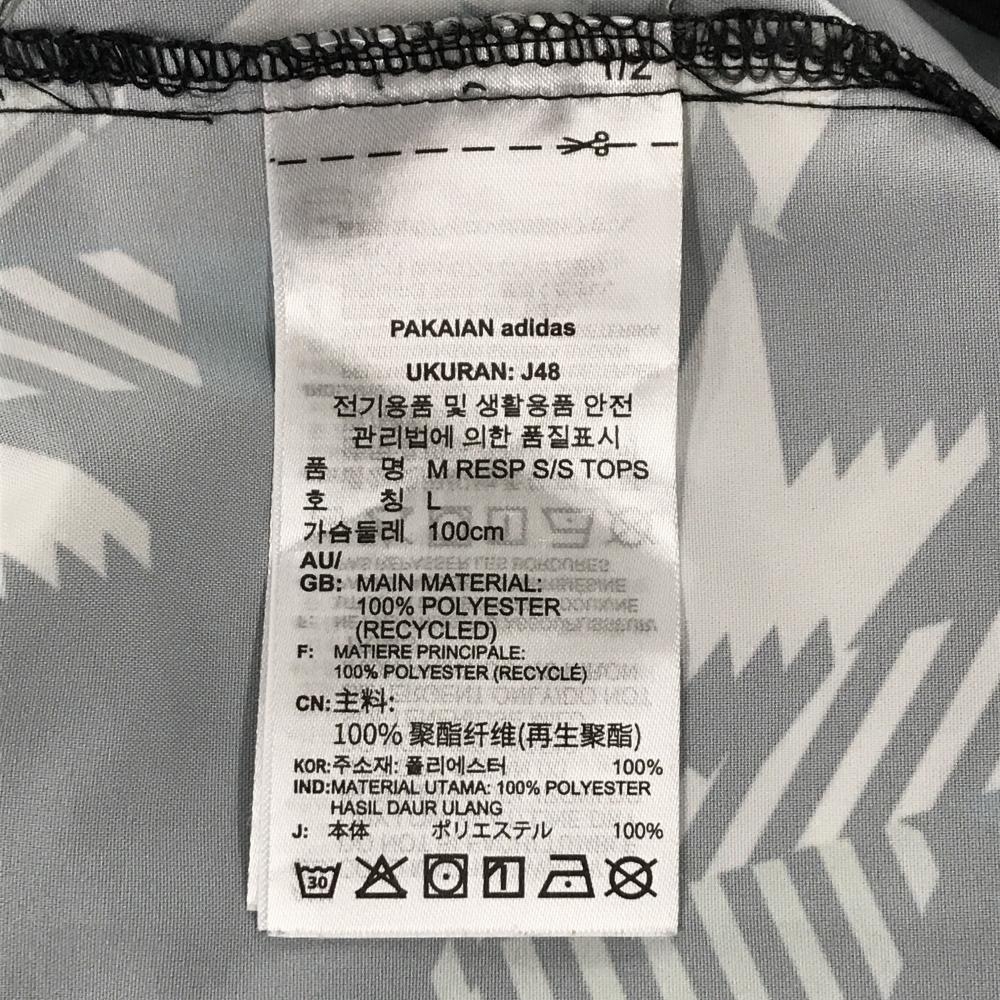 1/2
PAKAIAN adidas
UKURAN: J48
전기용품 및 생활용품 안전
관리법에 의한 품질표시
품 명 M RESP S/S TOPS
호 칭 L
가슴둘레 100cm
AU/
GB: MAIN MATERIAL:
100% POLYESTER
(RECYCLED)
F: MATIERE PRINCIPALE:
100% POLYESTER (RECYCLÉ)
CN:主料:
100% 聚酯纤维(再生聚酯)
KOR:주소재: 폴리에스터 100%
IND:MATERIAL UTAMA: 100% POLYESTER
HASIL DAUR ULANG
J: 本体 ポリエステル 100%
30